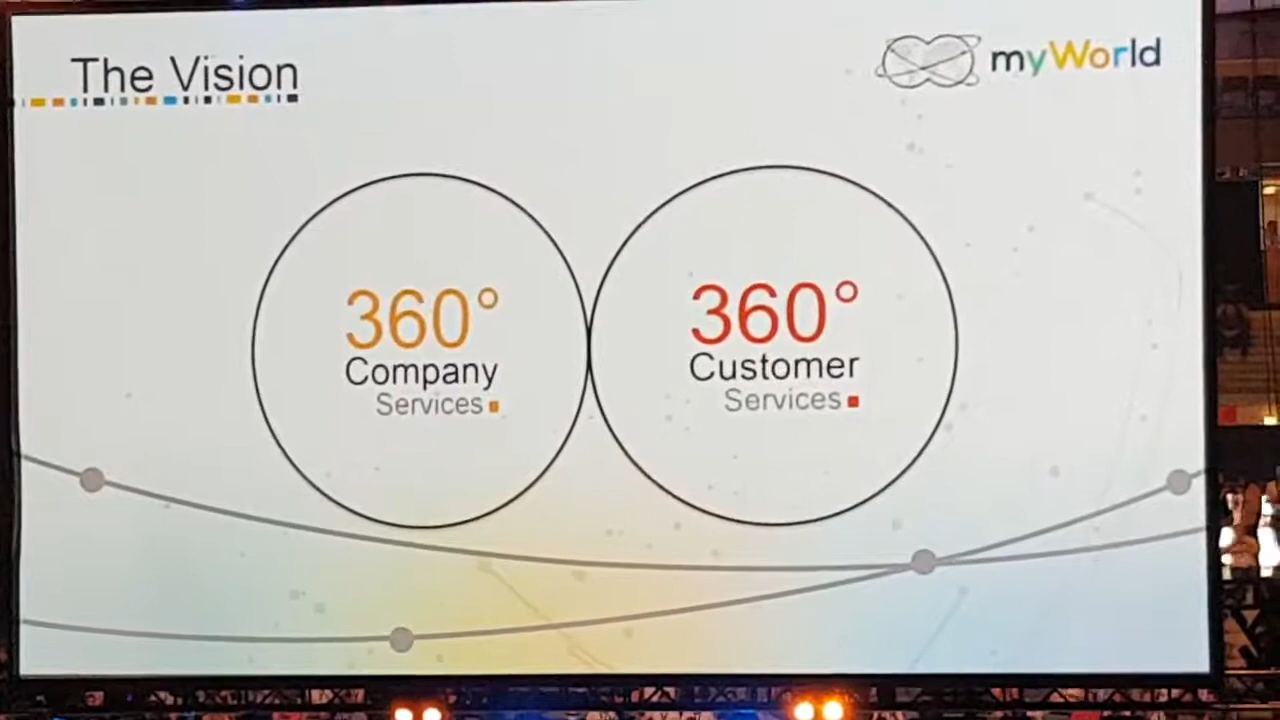 The Vision
myWorld
360°
Company
Services
360°
Customer
Services